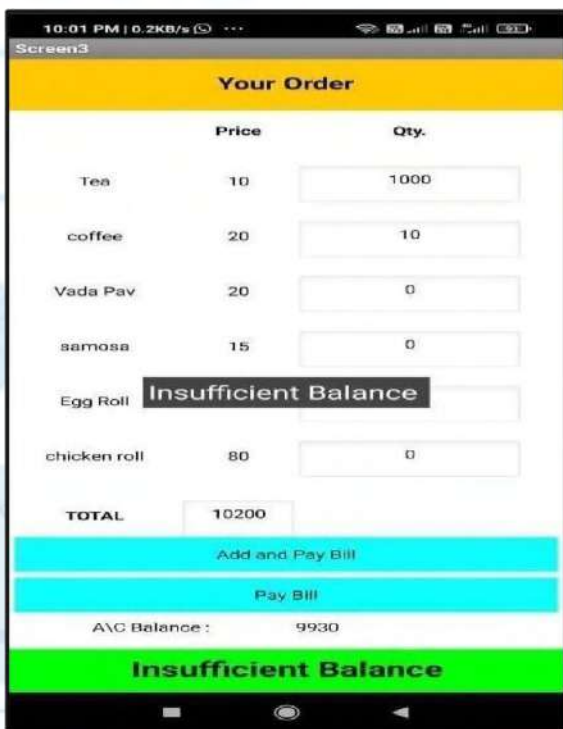 10:01 PM | 0.2KB/s ...
Screen3
Your Order
Price Qty.
Tea 10 1000
coffee 20 10
Vada Pav 20 0
samosa 15 0
Egg Roll
Insufficient Balance
chicken roll 80 0
TOTAL 10200
Add and Pay Bill
Pay Bill
A\C Balance : 9930
Insufficient Balance